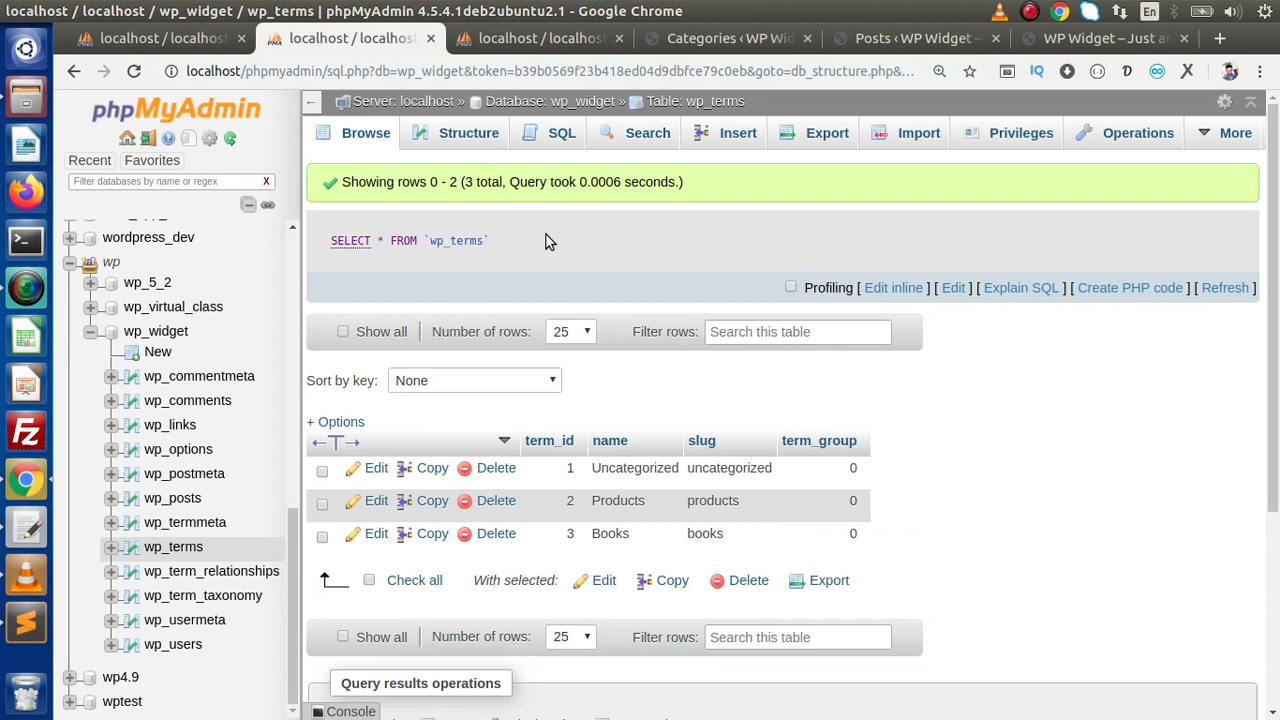 localhost / wp_widget / wp_terms | phpMyAdmin 4.5.4.1deb2ubuntu2.1 - Google Chrome
En
localhost / localhos
localhost / localhos
localhost / localhost
Categories ‹ WP Wid
Posts ‹ WP Widget —
WP Widget – Just an
localhost/phpmyadmin/sql.php?db=wp_widget&token=b39b0569f23b418ed04d9dbfce79c0eb&goto=db_structure.php&...
IQ
phpMyAdmin
Recent
Favorites
Filter databases by name or regex
X
wordpress_dev
wp
wp_5_2
wp_virtual_class
wp_widget
New
wp_commentmeta
wp_comments
wp_links
wp_options
wp_postmeta
wp_posts
wp_termmeta
wp_terms
wp_term_relationships
wp_term_taxonomy
wp_usermeta
wp_users
wp4.9
wptest
Server: localhost » Database: wp_widget » Table: wp_terms
Browse
Structure
SQL
Search
Insert
Export
Import
Privileges
Operations
More
Showing rows 0 - 2 (3 total, Query took 0.0006 seconds.)
SELECT * FROM `wp_terms`
Profiling [ Edit inline ] [ Edit ] [ Explain SQL ] [ Create PHP code ] [ Refresh ]
Show all
Number of rows: 25
Filter rows: Search this table
Sort by key: None
+ Options
←T→ term_id name slug term_group
Edit Copy Delete 1 Uncategorized uncategorized 0
Edit Copy Delete 2 Products products 0
Edit Copy Delete 3 Books books 0
Check all With selected: Edit Copy Delete Export
Show all
Number of rows: 25
Filter rows: Search this table
Query results operations
Console